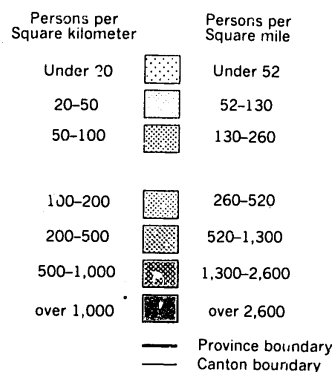 Persons per Persons per
Square kilometer Square mile
Under 20 Under 52
20–50 52–130
50–100 130–260
100–200 260–520
200–500 520–1,300
500–1,000 1,300–2,600
over 1,000 over 2,600
Province boundary
Canton boundary